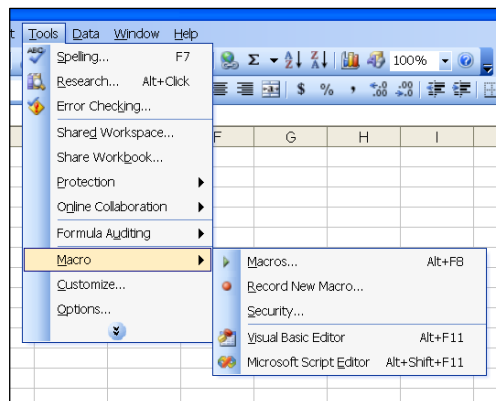 t Tools Data Window Help
Spelling... F7
Research... Alt+Click
Error Checking...
Shared Workspace...
Share Workbook...
Protection
Online Collaboration
Formula Auditing
Macro
Customize...
Options...
Σ 100%
$ % ,
F G H I
Macros... Alt+F8
Record New Macro...
Security...
Visual Basic Editor Alt+F11
Microsoft Script Editor Alt+Shift+F11